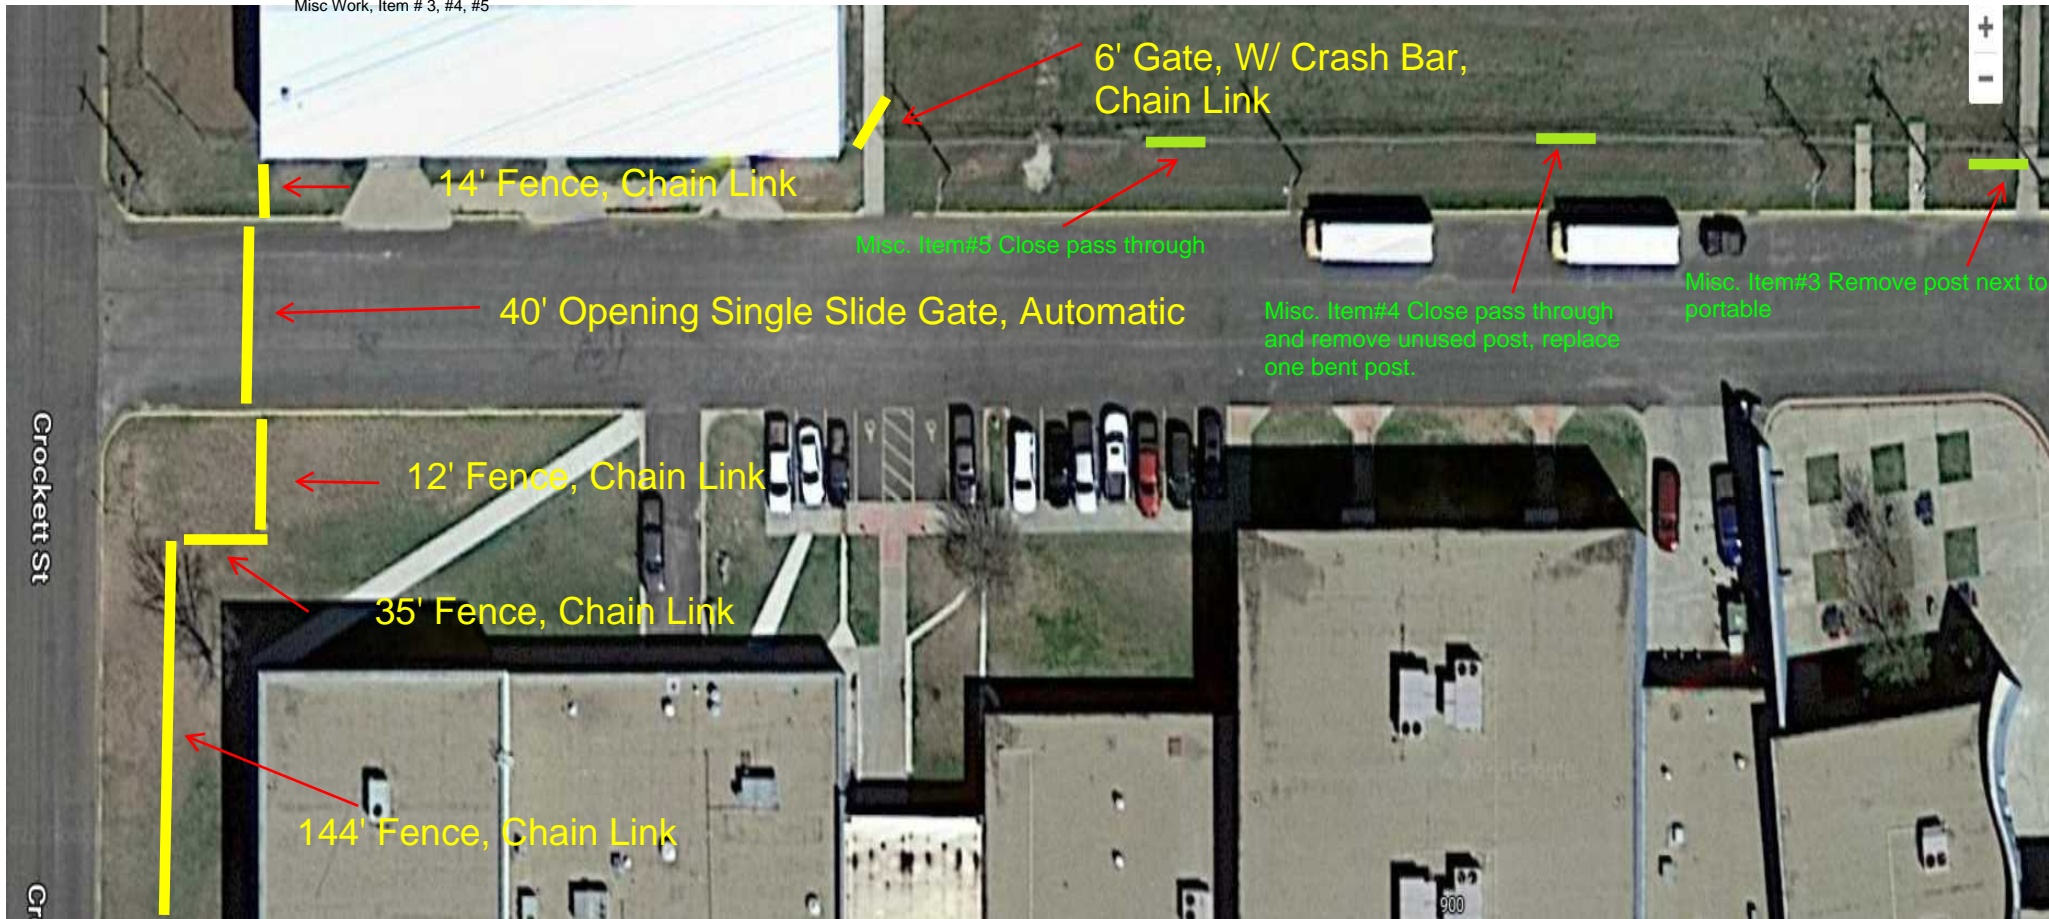 Misc Work, Item # 3, #4, #5
6' Gate, W/ Crash Bar,
Chain Link
14' Fence, Chain Link
Misc. Item#5 Close pass through
40' Opening Single Slide Gate, Automatic
Misc. Item#4 Close pass through
and remove unused post, replace
one bent post.
Misc. Item#3 Remove post next to
portable
12' Fence, Chain Link
Crockett St
35' Fence, Chain Link
144' Fence, Chain Link
Cr
900
+
−